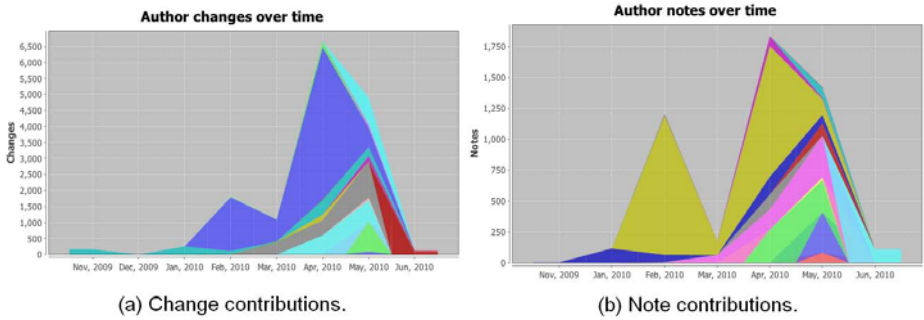 Author changes over time
6,500
6,000
5,500
5,000
4,500
4,000
3,500
3,000
2,500
2,000
1,500
1,000
500
0
Changes
Nov, 2009 Dec, 2009 Jan, 2010 Feb, 2010 Mar, 2010 Apr, 2010 May, 2010 Jun, 2010
(a) Change contributions.
Author notes over time
1,750
1,500
1,250
1,000
750
500
250
0
Notes
Nov, 2009 Jan, 2010 Feb, 2010 Mar, 2010 Apr, 2010 May, 2010 Jun, 2010
(b) Note contributions.